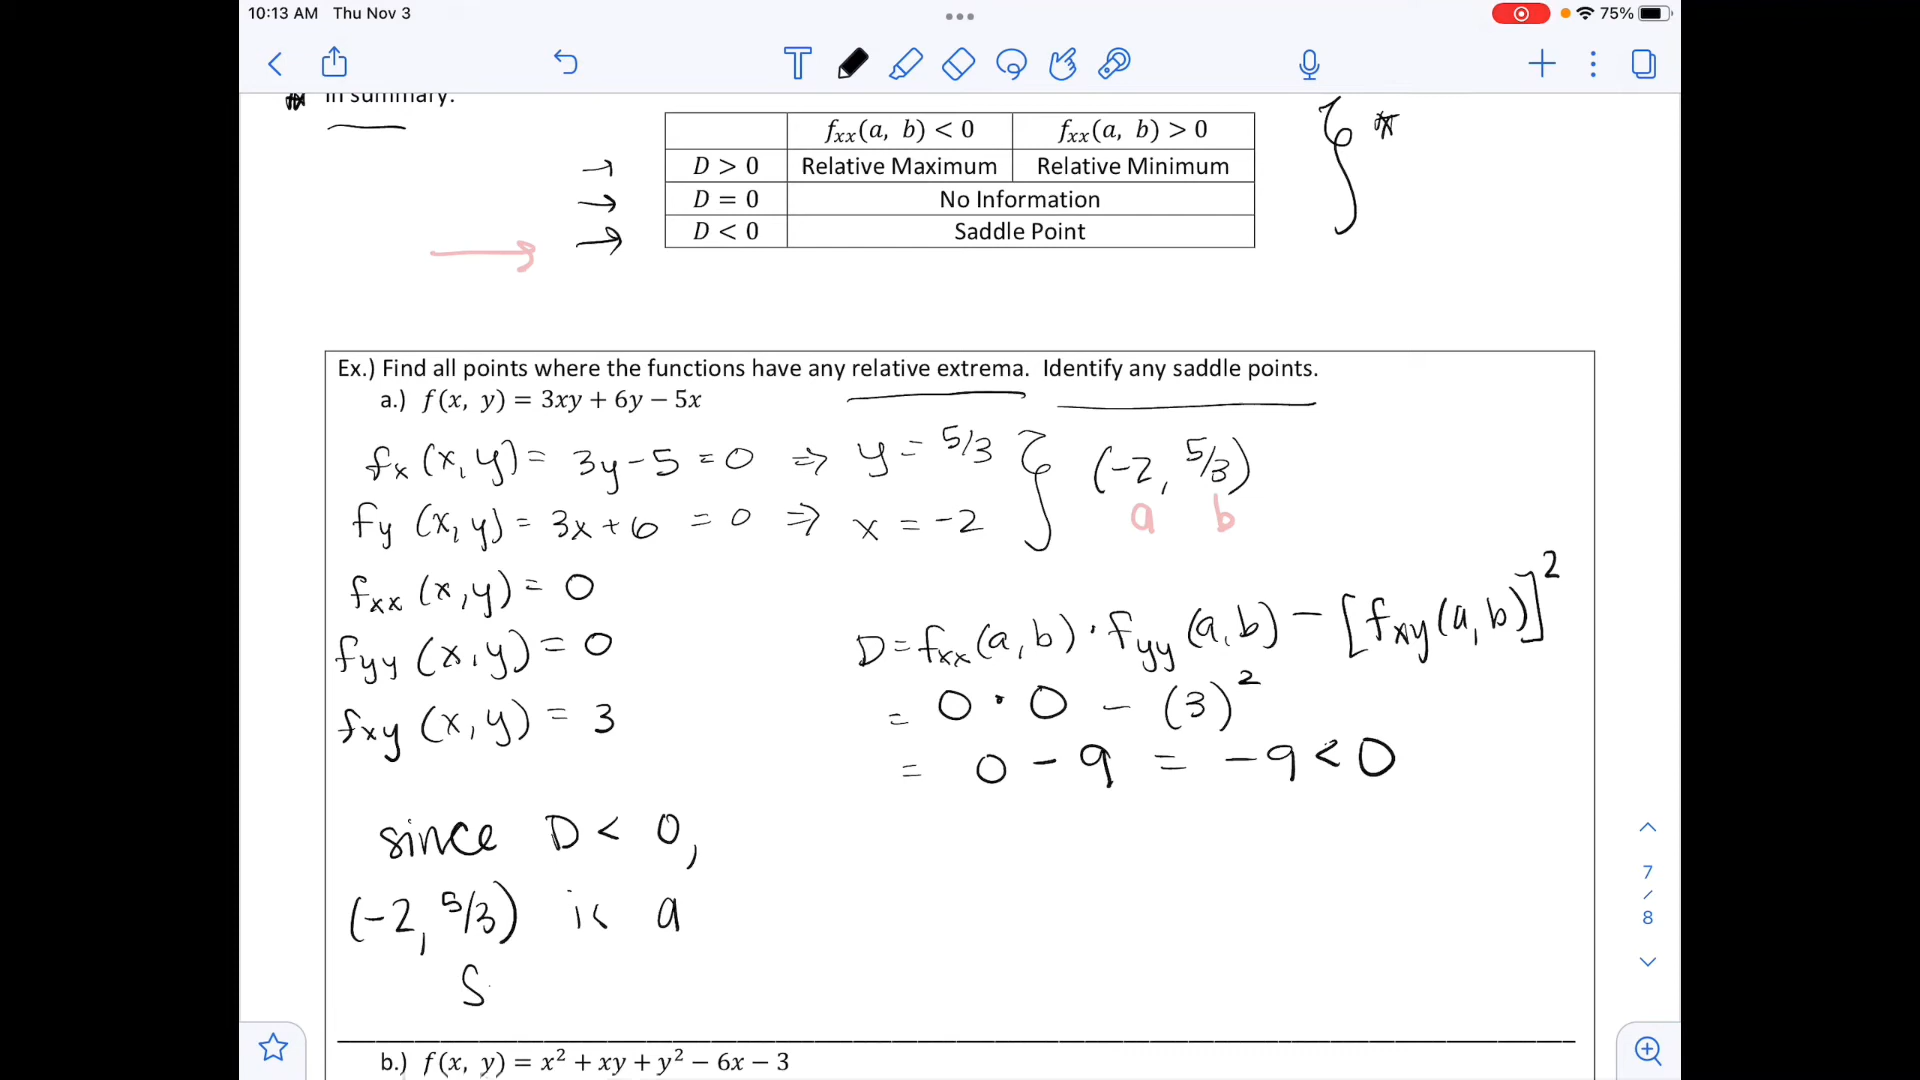 10:13 AM Thu Nov 3
75%
In summary:
f_xx(a, b) < 0 f_xx(a, b) > 0
D > 0 Relative Maximum Relative Minimum
D = 0 No Information
D < 0 Saddle Point
Ex.) Find all points where the functions have any relative extrema. Identify any saddle points.
a.) f(x, y) = 3xy + 6y − 5x
fx (x, y) = 3y - 5 = 0 ⇒ y = 5/3 } (-2, 5/3)
a b
fy (x, y) = 3x + 6 = 0 ⇒ x = -2
fxx (x, y) = 0
D = fxx (a, b) · fyy (a, b) - [fxy (a, b)]²
fyy (x, y) = 0
= 0 · 0 - (3)²
fxy (x, y) = 3
= 0 - 9 = -9 < 0
since D < 0,
(-2, 5/3) is a
S
b.) f(x, y) = x² + xy + y² − 6x − 3
7
/
8